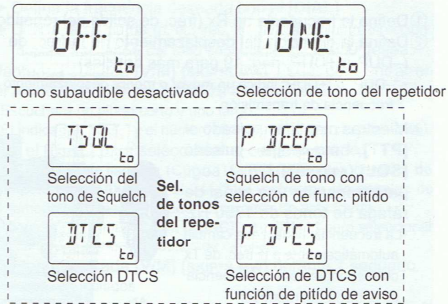 OFF
to
TONE
to
Tono subaudible desactivado
Selección de tono del repetidor
TSQL
to
P BEEP
to
Selección del
tono de Squelch
Sel.
de tonos
del repe-
tidor
Squelch de tono con
selección de func. pitído
DTCS
to
P DTCS
to
Selección DTCS
Selección de DTCS con
función de pitído de aviso